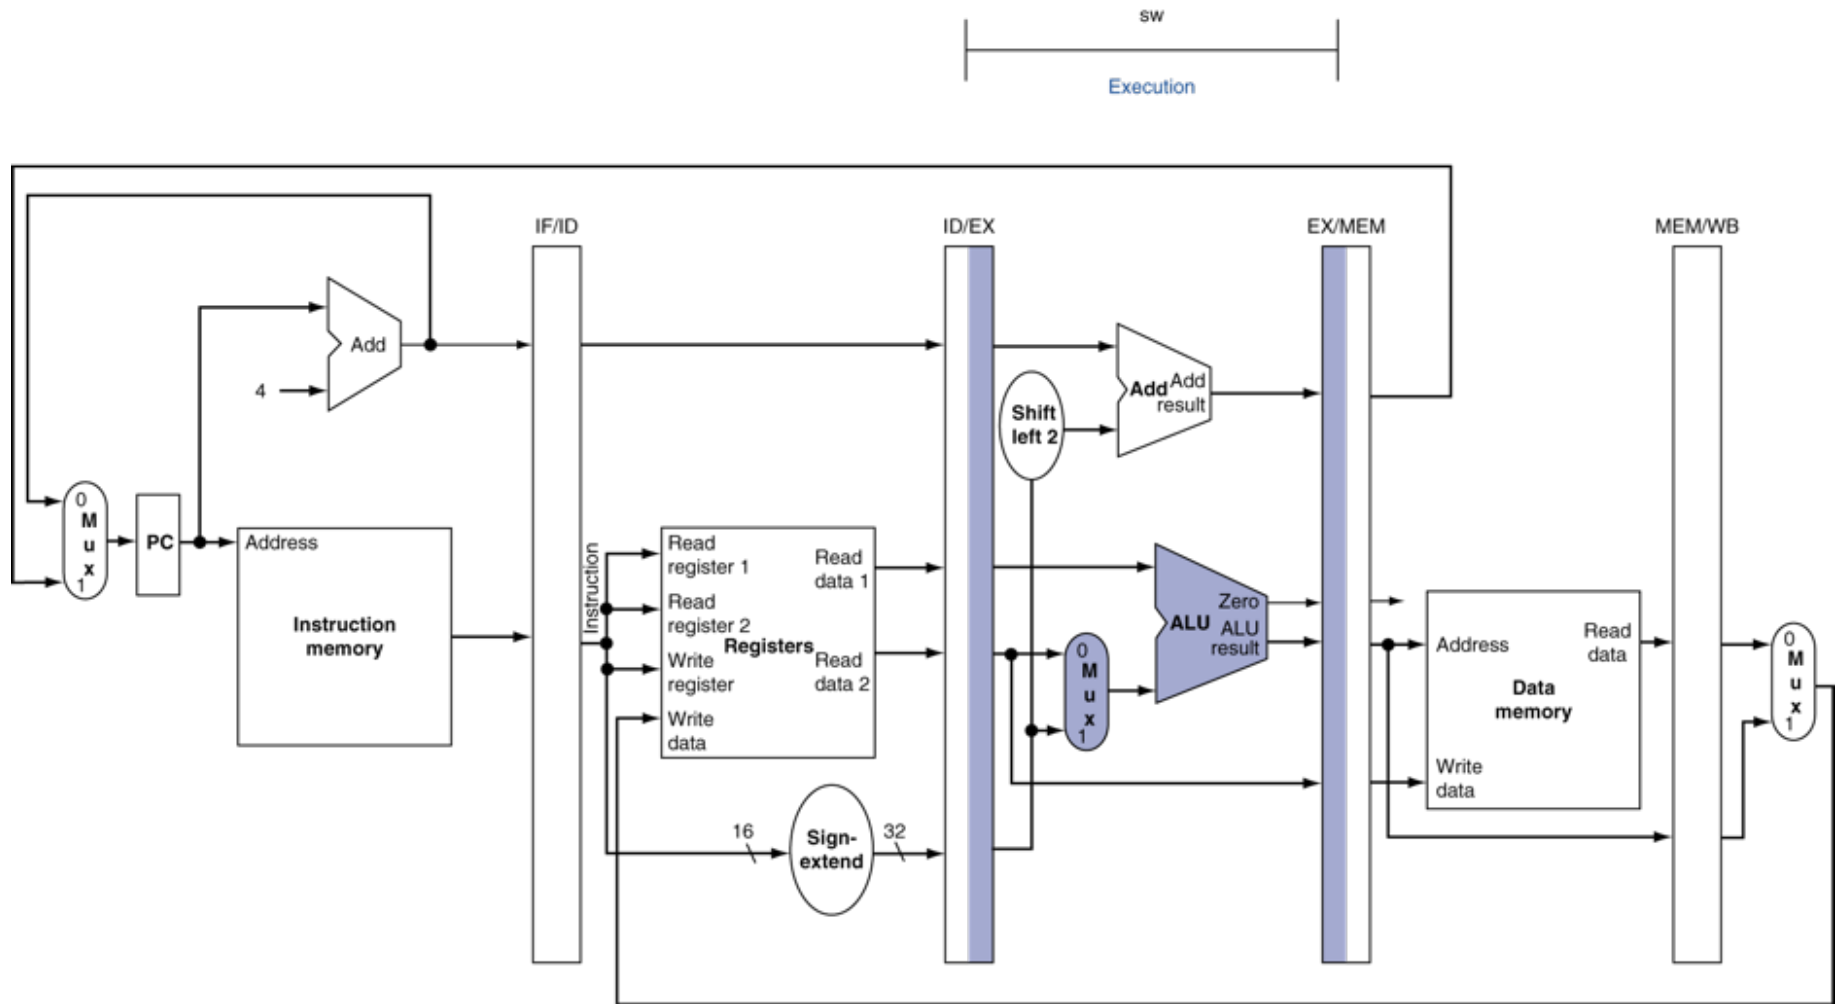 sw
Execution
IF/ID
ID/EX
EX/MEM
MEM/WB
Add
4
Add
Add
result
Shift
left 2
0
M
u
x
1
PC
Address
Instruction
memory
Instruction
Read
register 1
Read
register 2
Write
register
Write
data
Registers
Read
data 1
Read
data 2
16
Sign-
extend
32
0
M
u
x
1
ALU
Zero
ALU
result
Address
Read
data
Data
memory
Write
data
0
M
u
x
1